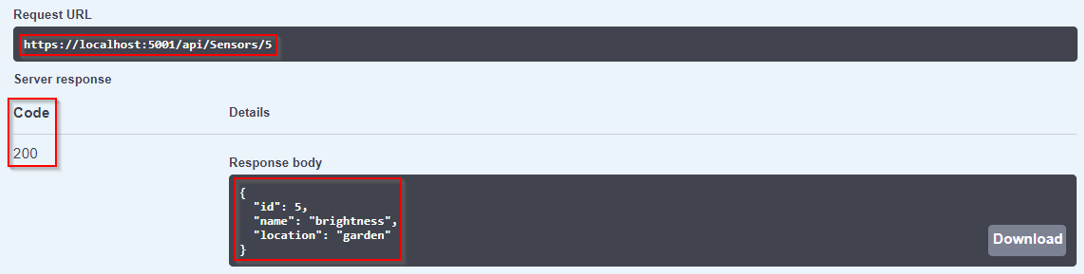 Request URL
https://localhost:5001/api/Sensors/5
Server response
Code
Details
200
Response body
{
"id": 5,
"name": "brightness",
"location": "garden"
}
Download